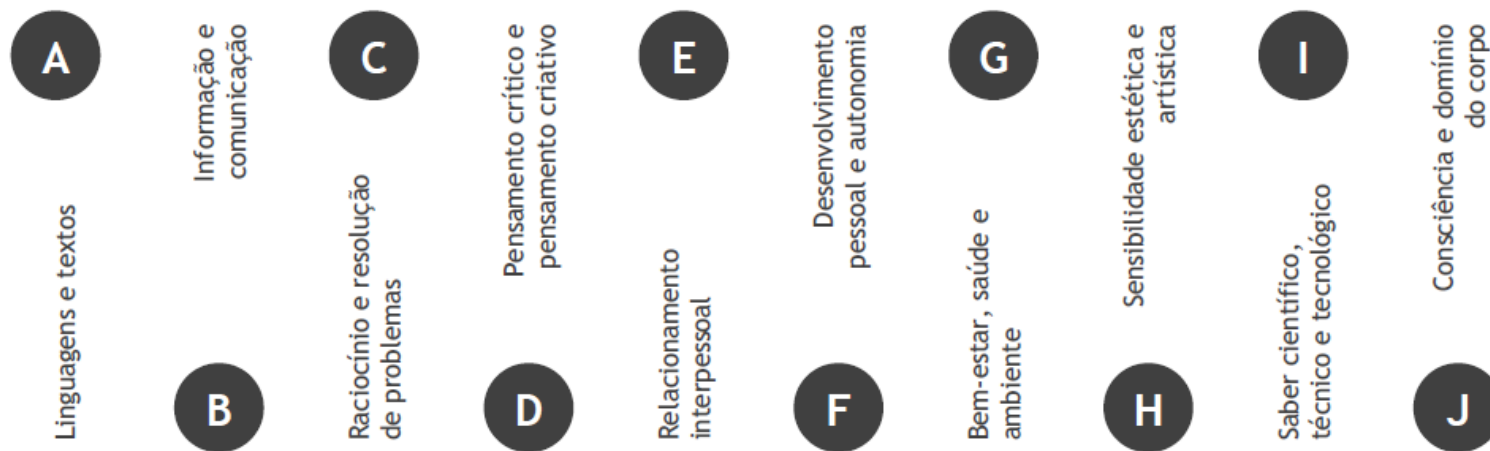 A
Linguagens e textos
B
Informação e
comunicação
C
Raciocínio e resolução
de problemas
D
Pensamento crítico e
pensamento criativo
E
Relacionamento
interpessoal
F
Desenvolvimento
pessoal e autonomia
G
Bem-estar, saúde e
ambiente
H
Sensibilidade estética e
artística
I
Saber científico,
técnico e tecnológico
J
Consciência e domínio
do corpo